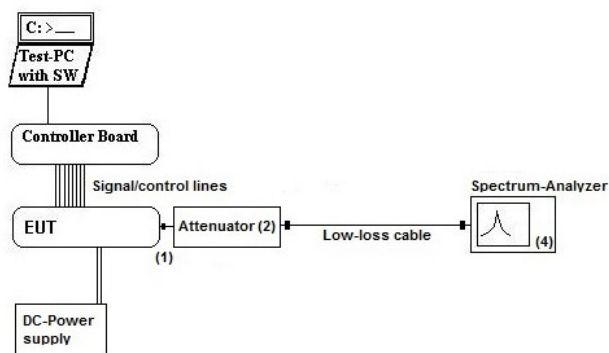 C: >__
Test-PC
with SW
Controller Board
Signal/control lines
Spectrum-Analyzer
EUT
Attenuator (2)
Low-loss cable
(4)
(1)
DC-Power
supply